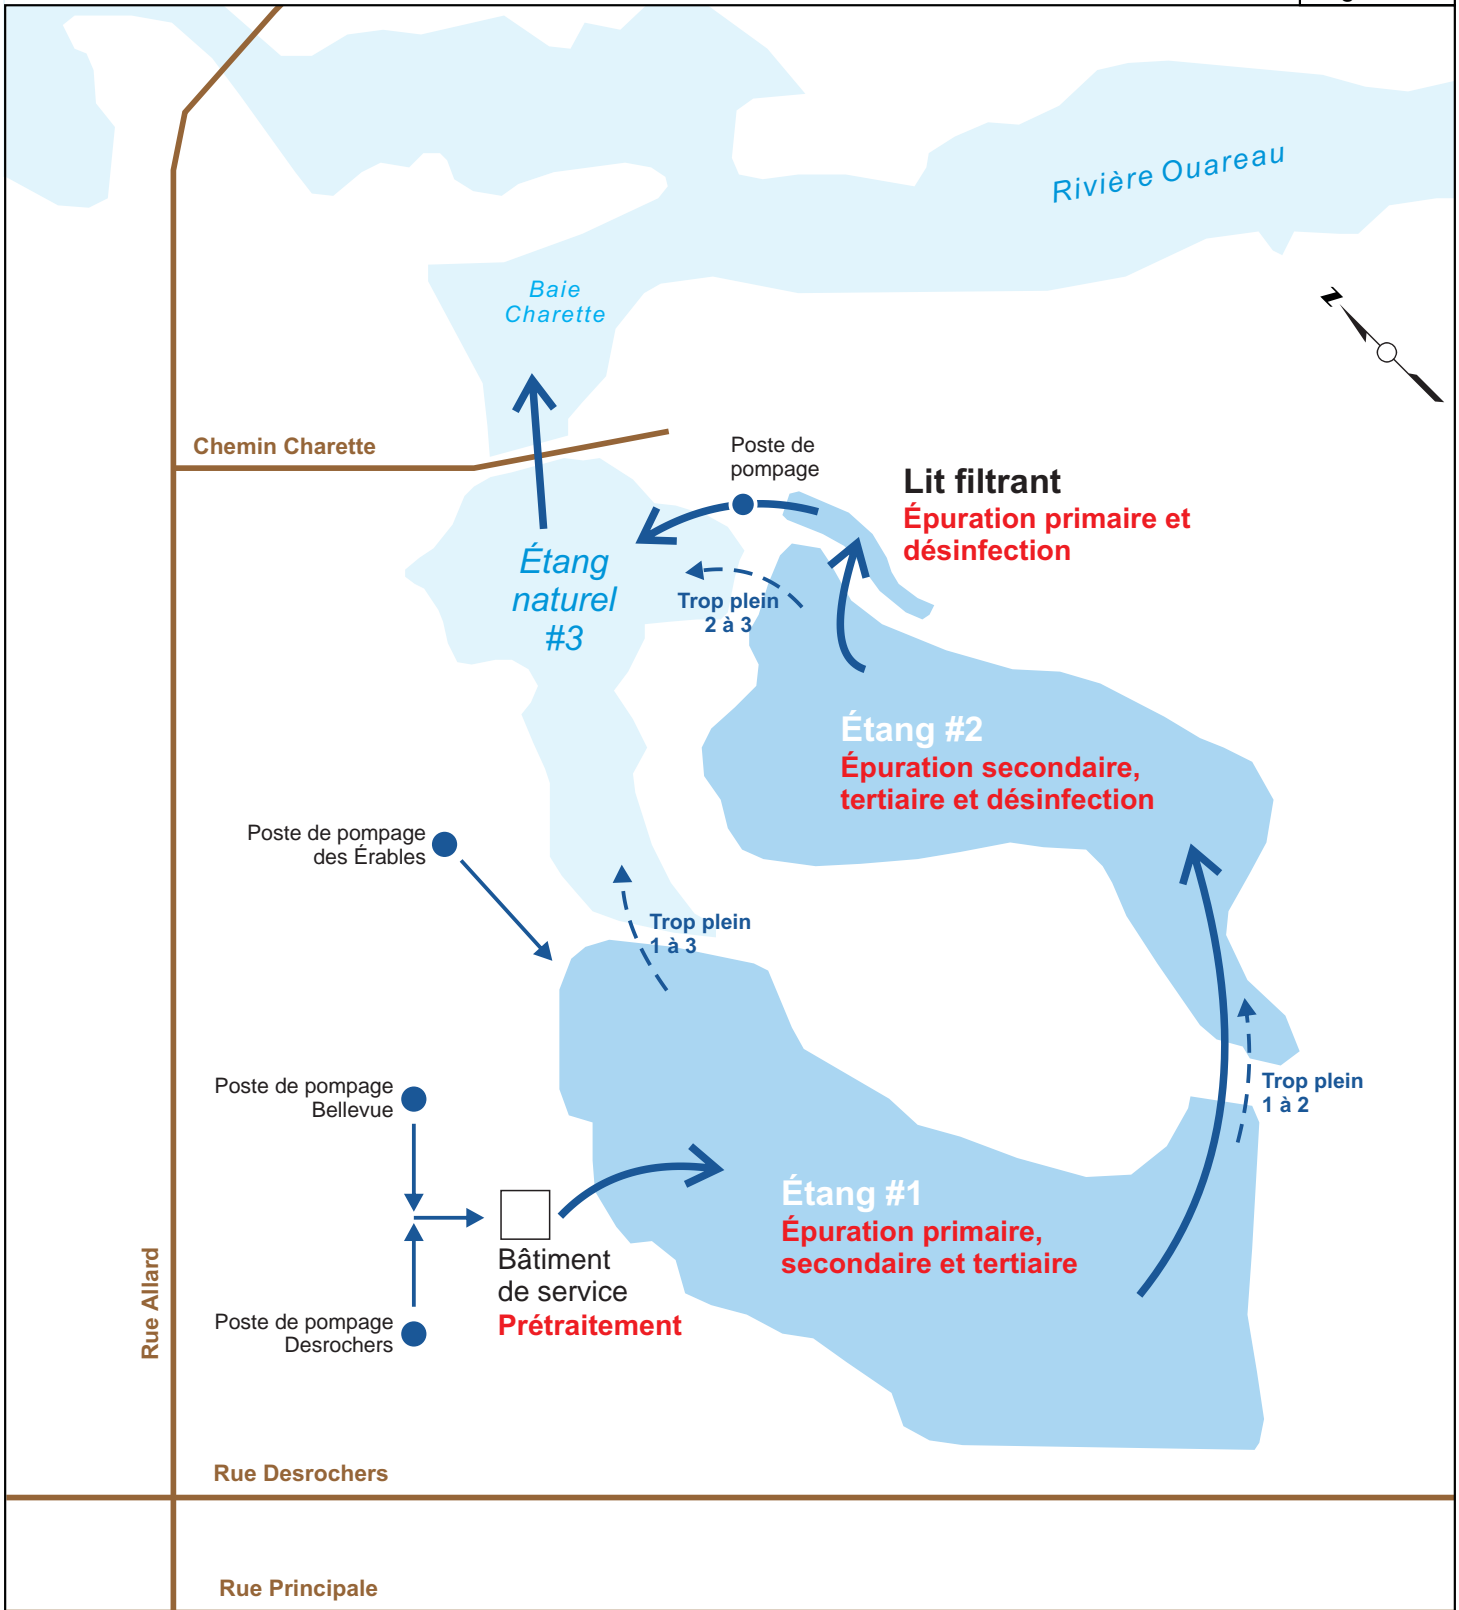 Rivière Ouareau
Baie
Charette
N
Chemin Charette
Poste de
pompage
Lit filtrant
Épuration primaire et
désinfection
Étang
naturel
#3
Trop plein
2 à 3
Étang #2
Épuration secondaire,
tertiaire et désinfection
Poste de pompage
des Érables
Trop plein
1 à 3
Poste de pompage
Bellevue
Trop plein
1 à 2
Étang #1
Épuration primaire,
secondaire et tertiaire
Bâtiment
de service
Prétraitement
Poste de pompage
Desrochers
Rue Allard
Rue Desrochers
Rue Principale